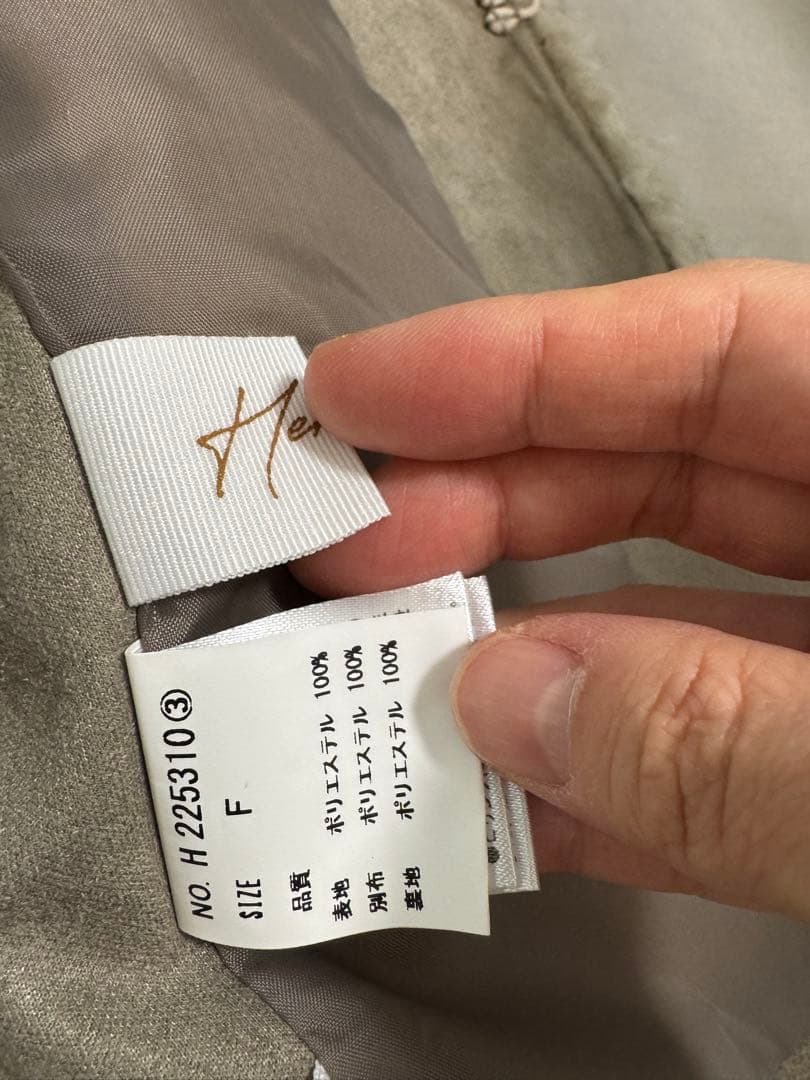 He
NO. H 225310③
SIZE F
品質
表地 ポリエステル 100%
別布 ポリエステル 100%
裏地 ポリエステル 100%